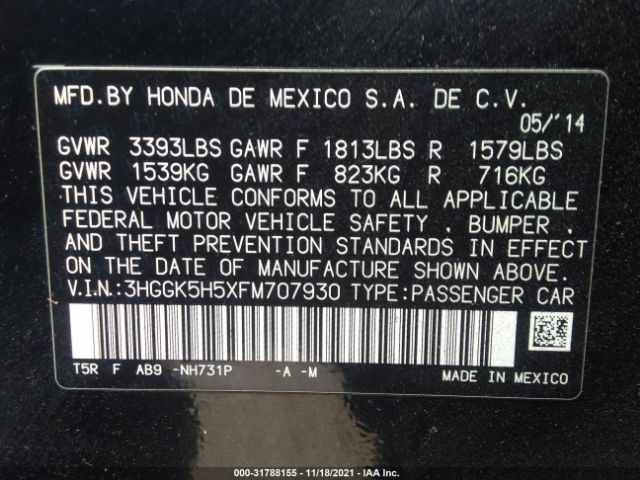 MFD.BY HONDA DE MEXICO S.A. DE C.V.
05/'14
GVWR 3393LBS GAWR F 1813LBS R 1579LBS
GVWR 1539KG GAWR F 823KG R 716KG
THIS VEHICLE CONFORMS TO ALL APPLICABLE
FEDERAL MOTOR VEHICLE SAFETY , BUMPER ,
AND THEFT PREVENTION STANDARDS IN EFFECT
ON THE DATE OF MANUFACTURE SHOWN ABOVE.
V.I.N.:3HGGK5H5XFM707930 TYPE:PASSENGER CAR
T5R F AB9 -NH731P -A -M MADE IN MEXICO
000-31788155 - 11/18/2021 - IAA Inc.